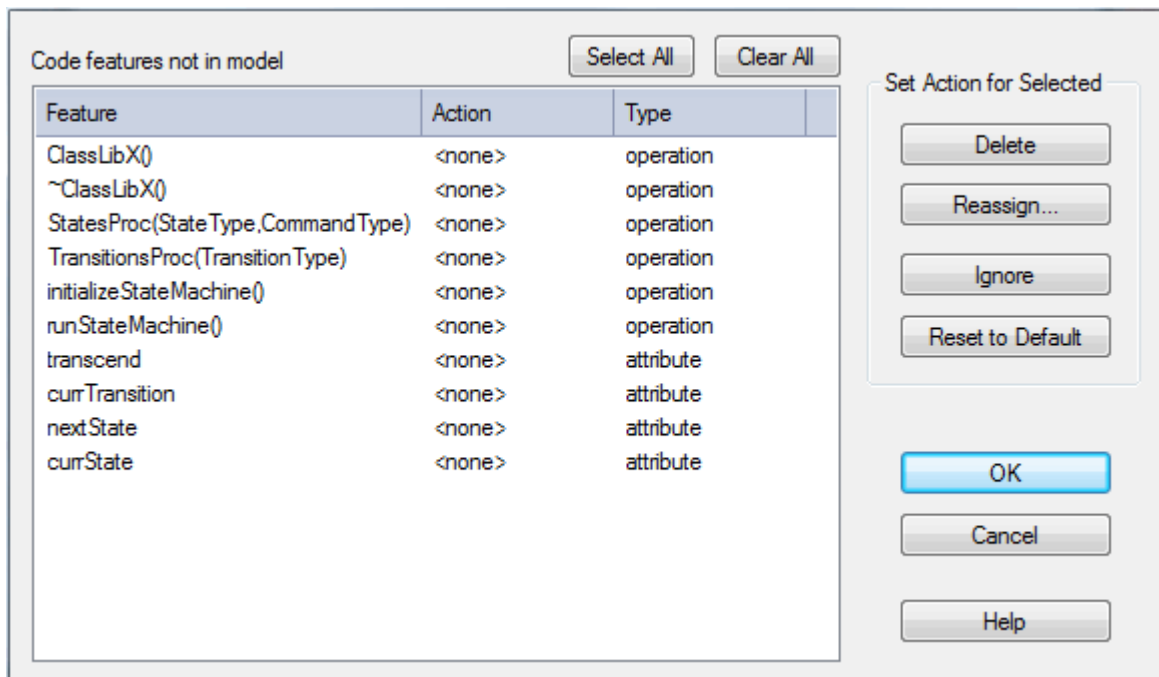 Code features not in model
Select All
Clear All
Feature Action Type
ClassLibX() <none> operation
~ClassLibX() <none> operation
StatesProc(StateType,CommandType) <none> operation
TransitionsProc(TransitionType) <none> operation
initializeStateMachine() <none> operation
runStateMachine() <none> operation
transcend <none> attribute
currTransition <none> attribute
nextState <none> attribute
currState <none> attribute
Set Action for Selected
Delete
Reassign...
Ignore
Reset to Default
OK
Cancel
Help